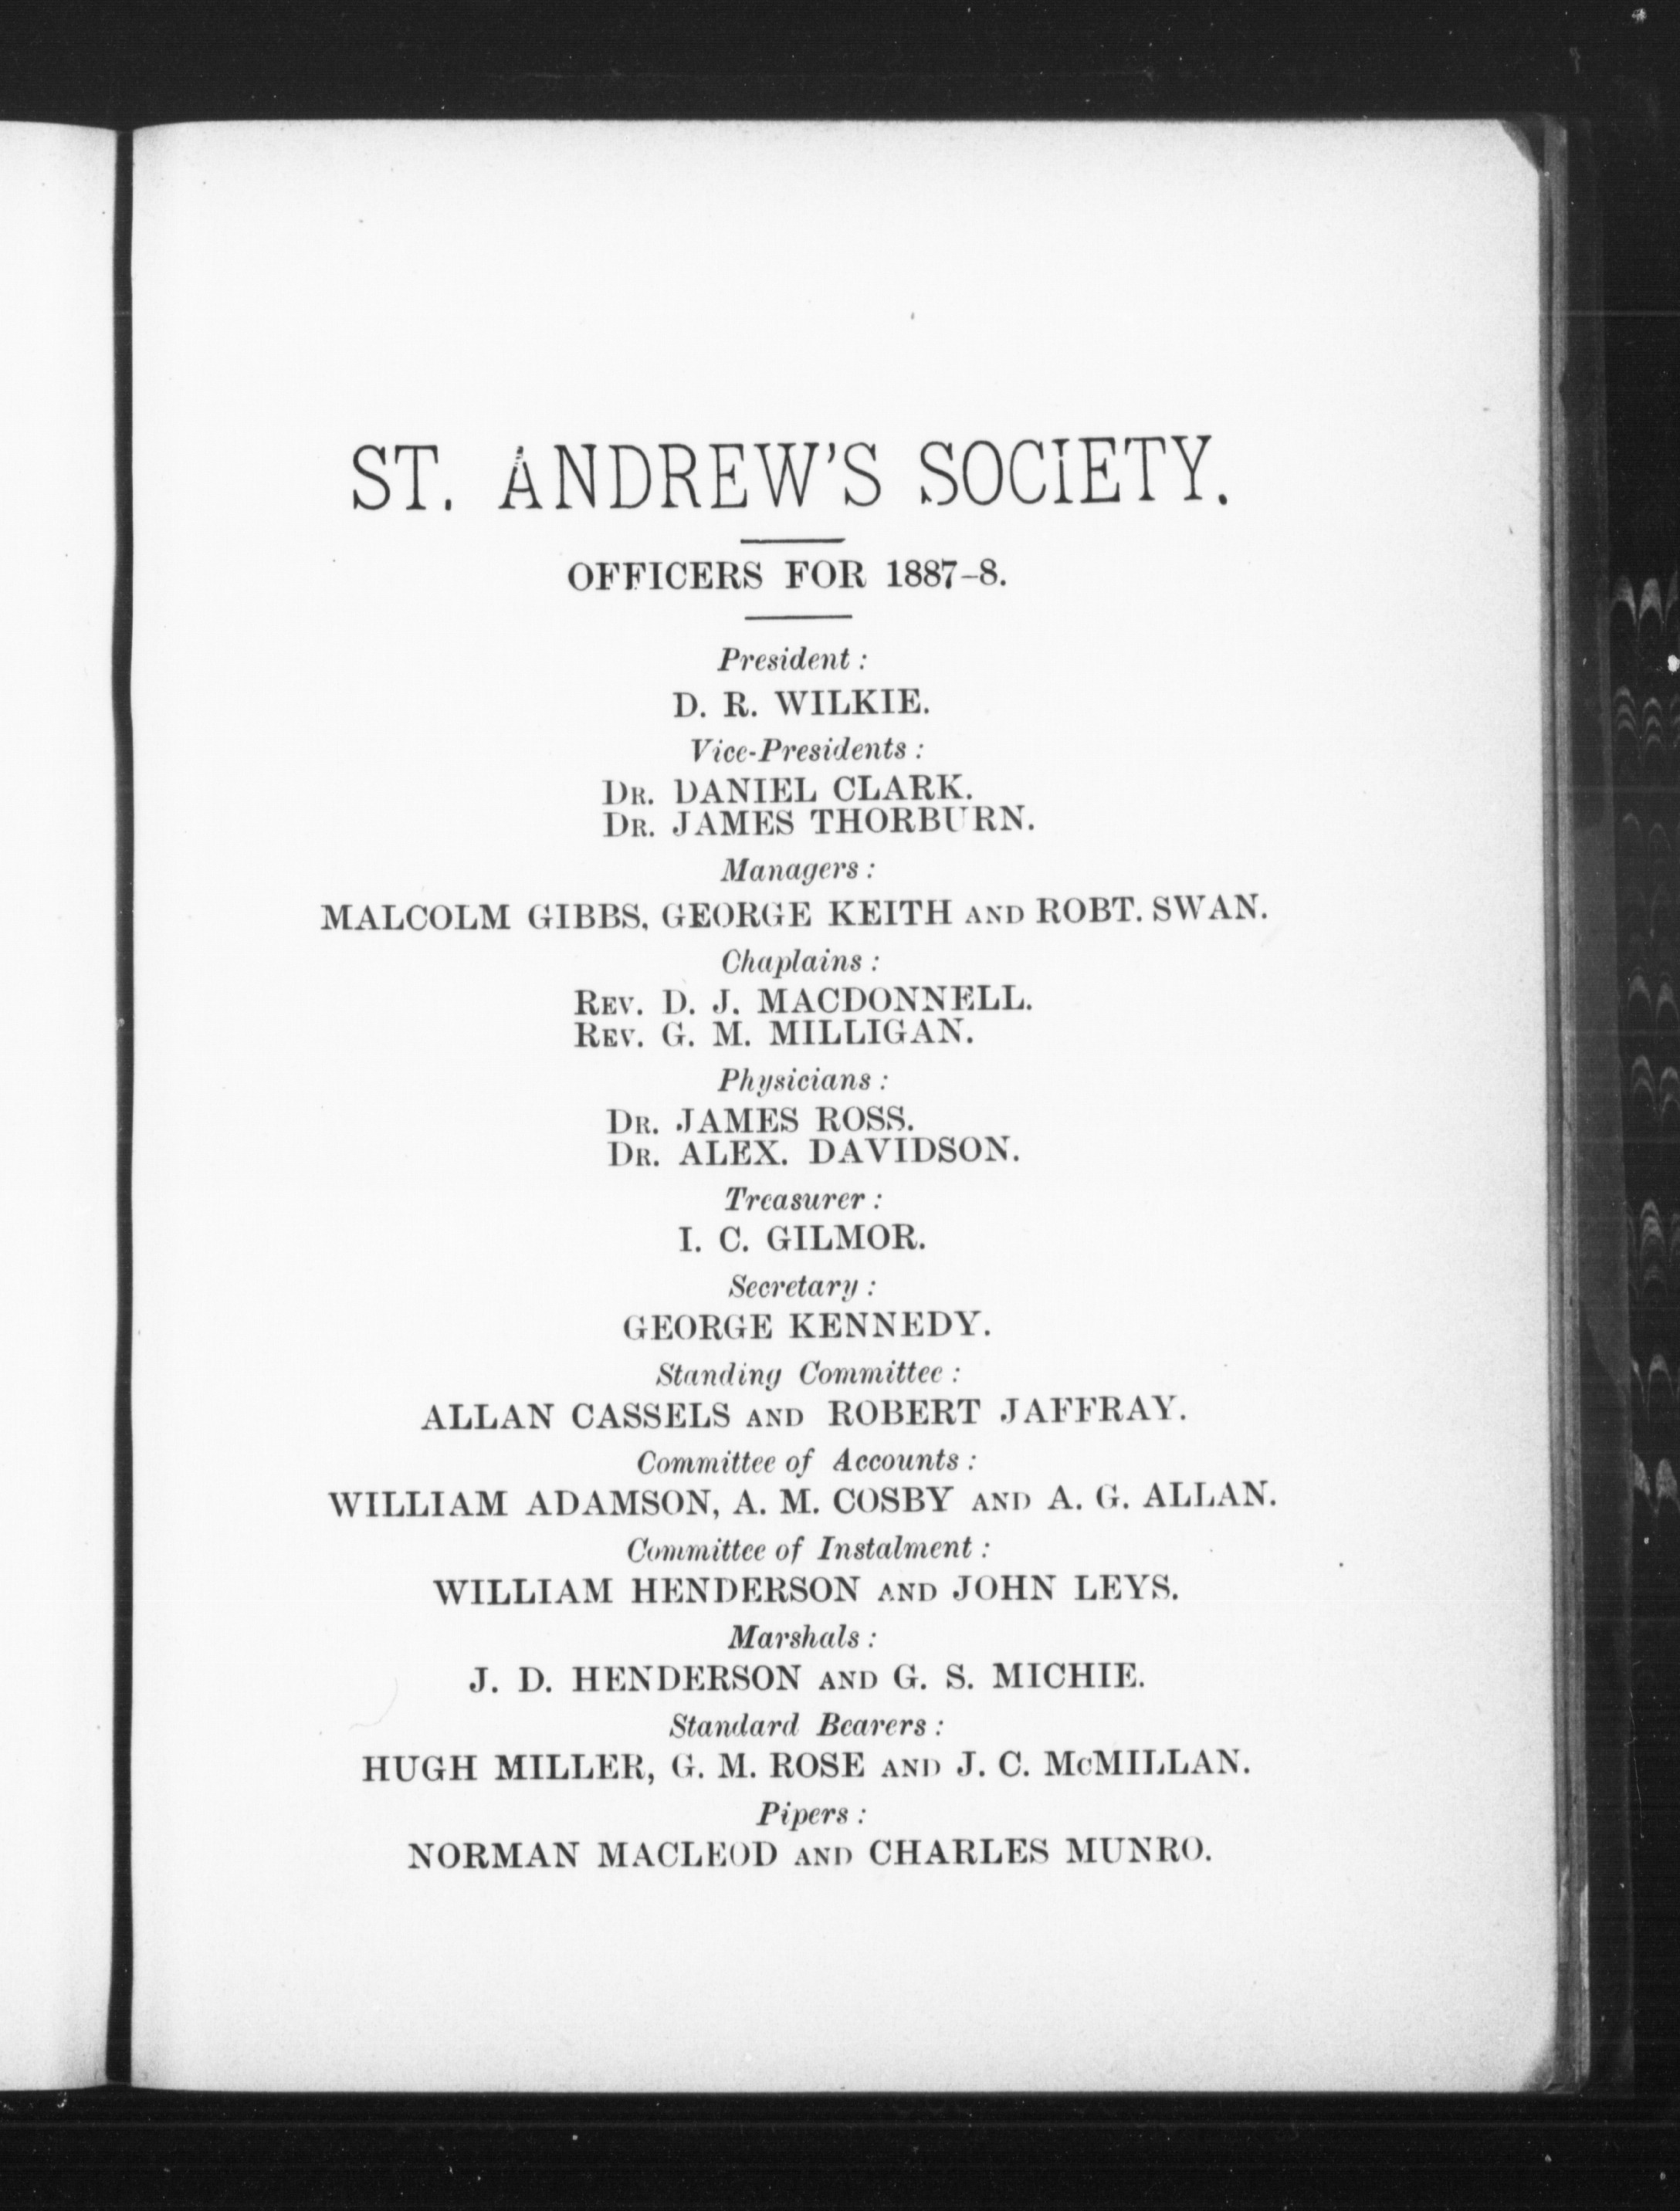 ST. ANDREW'S SOCIETY.
OFFICERS FOR 1887-8.
President :
D. R. WILKIE.
Vice-Presidents :
DR. DANIEL CLARK.
DR. JAMES THORBURN.
Managers :
MALCOLM GIBBS, GEORGE KEITH AND ROBT. SWAN.
Chaplains :
REV. D. J. MACDONNELL.
REV. G. M. MILLIGAN.
Physicians :
DR. JAMES ROSS.
DR. ALEX. DAVIDSON.
Treasurer :
I. C. GILMOR.
Secretary :
GEORGE KENNEDY.
Standing Committee :
ALLAN CASSELS AND ROBERT JAFFRAY.
Committee of Accounts :
WILLIAM ADAMSON, A. M. COSBY AND A. G. ALLAN.
Committee of Instalment :
WILLIAM HENDERSON AND JOHN LEYS.
Marshals :
J. D. HENDERSON AND G. S. MICHIE.
Standard Bearers :
HUGH MILLER, G. M. ROSE AND J. C. McMILLAN.
Pipers :
NORMAN MACLEOD AND CHARLES MUNRO.